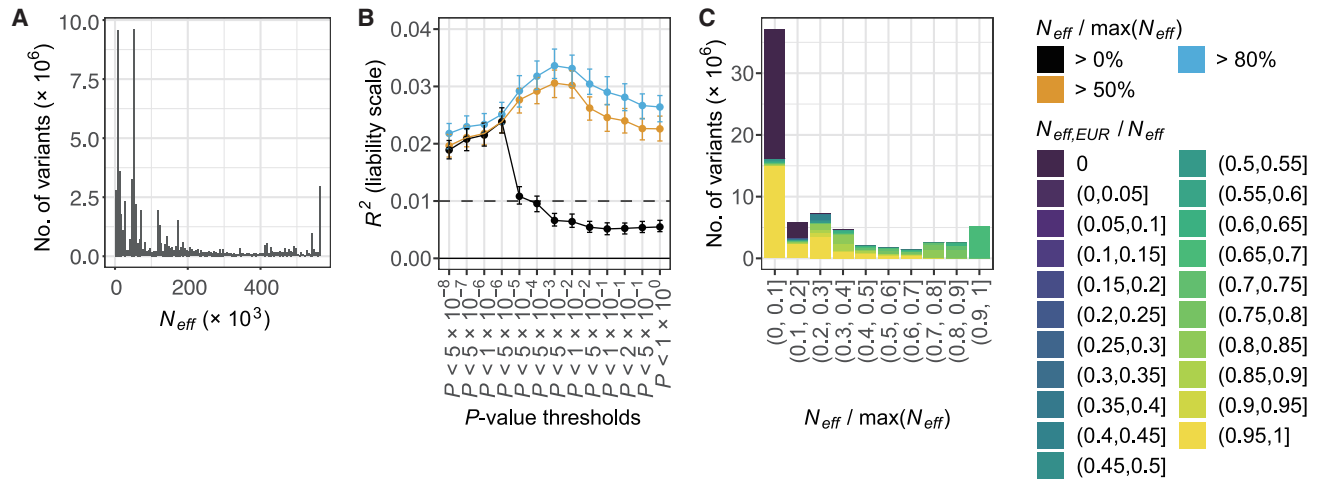 A
No. of variants (× 10⁶)
10.0
7.5
5.0
2.5
0.0
0
200
400
N_eff (× 10³)
B
R² (liability scale)
0.04
0.03
0.02
0.01
0.00
P < 5 × 10⁻⁸
P < 5 × 10⁻⁷
P < 1 × 10⁻⁶
P < 5 × 10⁻⁶
P < 5 × 10⁻⁵
P < 5 × 10⁻⁴
P < 5 × 10⁻³
P < 1 × 10⁻²
P < 5 × 10⁻²
P < 1 × 10⁻¹
P < 2 × 10⁻¹
P < 5 × 10⁻¹
P < 1 × 10⁰
P-value thresholds
C
No. of variants (× 10⁶)
30
20
10
0
(0, 0.1]
(0.1, 0.2]
(0.2, 0.3]
(0.3, 0.4]
(0.4, 0.5]
(0.5, 0.6]
(0.6, 0.7]
(0.7, 0.8]
(0.8, 0.9]
(0.9, 1]
N_eff / max(N_eff)
N_eff / max(N_eff)
> 0%
> 50%
> 80%
N_eff,EUR / N_eff
0
(0,0.05]
(0.05,0.1]
(0.1,0.15]
(0.15,0.2]
(0.2,0.25]
(0.25,0.3]
(0.3,0.35]
(0.35,0.4]
(0.4,0.45]
(0.45,0.5]
(0.5,0.55]
(0.55,0.6]
(0.6,0.65]
(0.65,0.7]
(0.7,0.75]
(0.75,0.8]
(0.8,0.85]
(0.85,0.9]
(0.9,0.95]
(0.95,1]